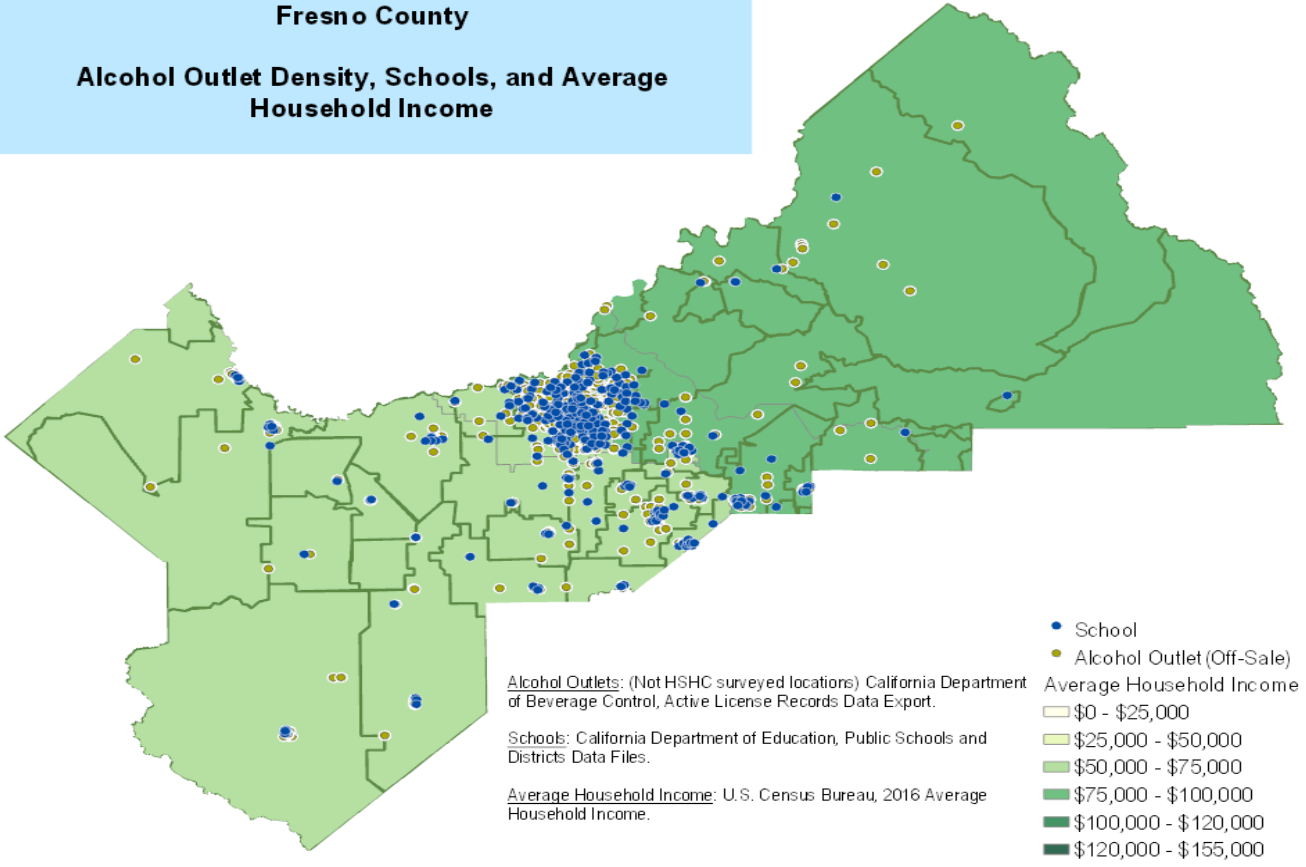 Fresno County
Alcohol Outlet Density, Schools, and Average
Household Income
School
Alcohol Outlet (Off-Sale)
Average Household Income
$0 - $25,000
$25,000 - $50,000
$50,000 - $75,000
$75,000 - $100,000
$100,000 - $120,000
$120,000 - $155,000
Alcohol Outlets: (Not HSHC surveyed locations) California Department
of Beverage Control, Active License Records Data Export.
Schools: California Department of Education, Public Schools and
Districts Data Files.
Average Household Income: U.S. Census Bureau, 2016 Average
Household Income.